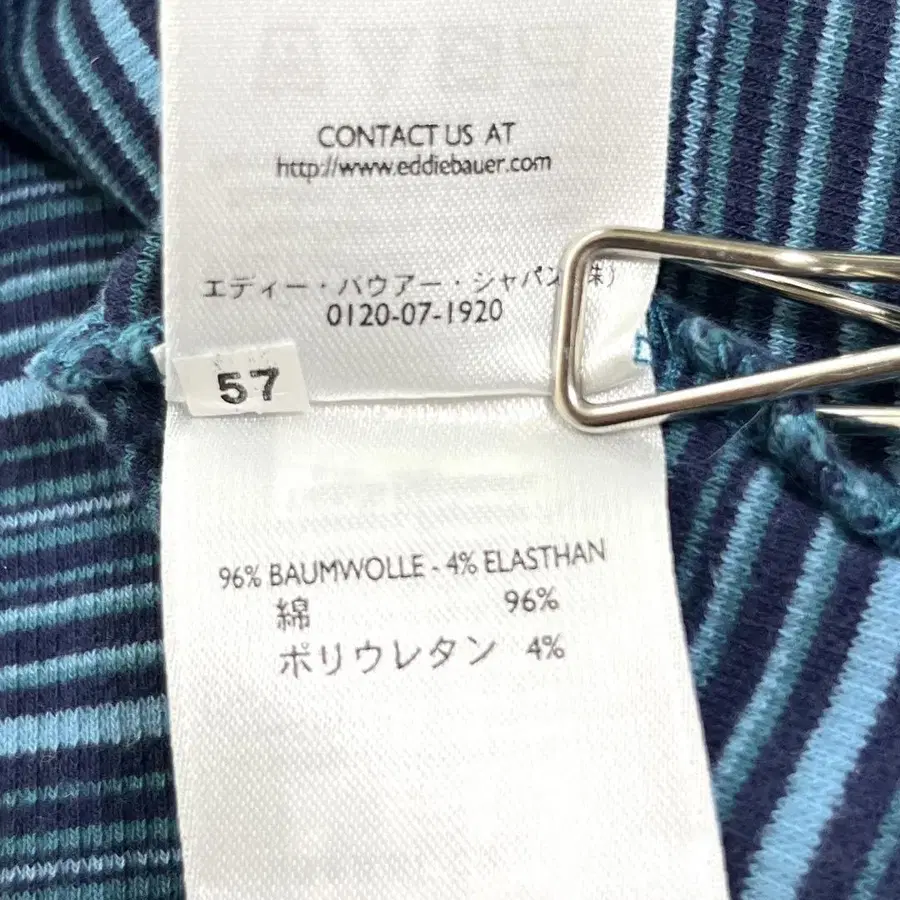 CONTACT US AT
http://www.eddiebauer.com
エディー・バウアー・ジャパン(株)
0120-07-1920
57
96% BAUMWOLLE - 4% ELASTHAN
綿 96%
ポリウレタン 4%